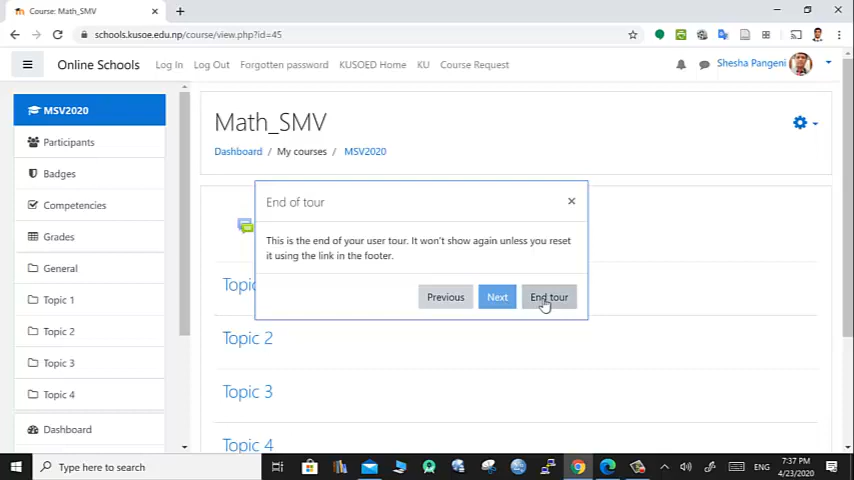 Course: Math_SMV
schools.kusoe.edu.np/course/view.php?id=45
Online Schools Log In Log Out Forgotten password KUSOED Home KU Course Request Shesha Pangeni
MSV2020
Participants
Badges
Competencies
Grades
General
Topic 1
Topic 2
Topic 3
Topic 4
Dashboard
Math_SMV
Dashboard / My courses / MSV2020
End of tour
This is the end of your user tour. It won't show again unless you reset
it using the link in the footer.
Previous Next End tour
Topic 2
Topic 3
Topic 4
Type here to search
ENG
7:37 PM
4/23/2020